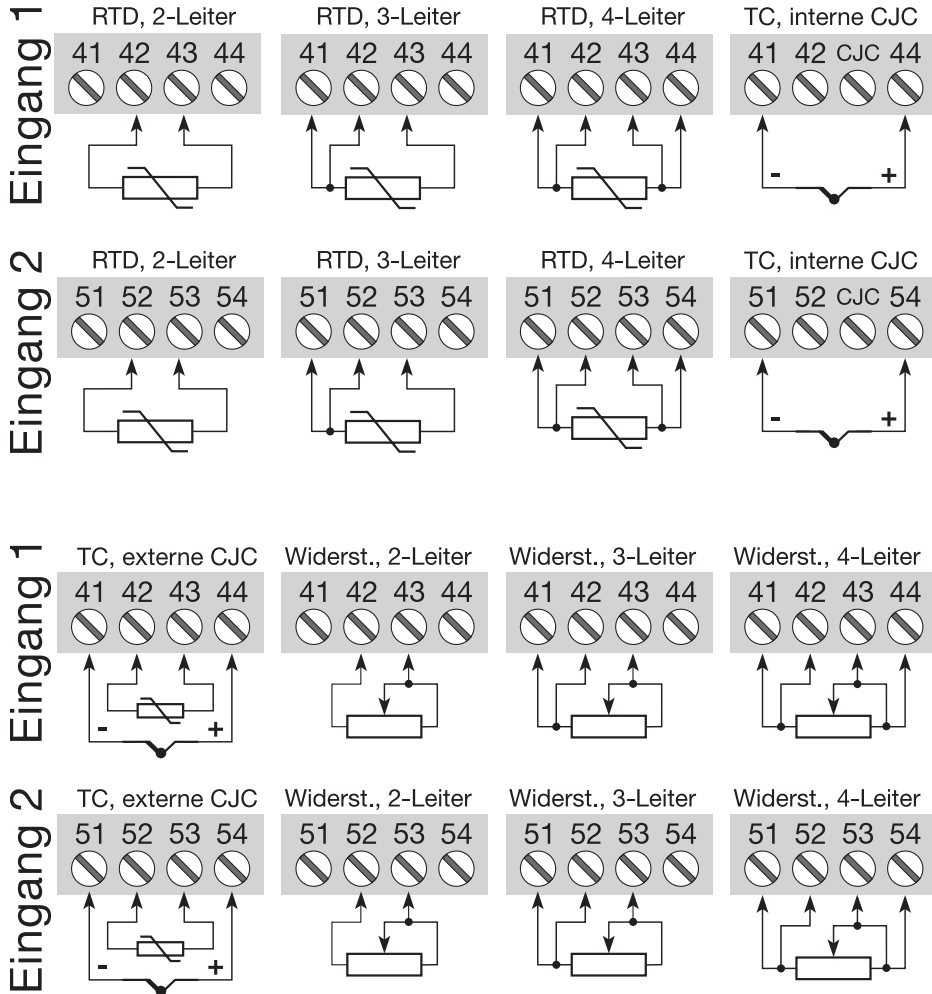 Eingang 1
RTD, 2-Leiter RTD, 3-Leiter RTD, 4-Leiter TC, interne CJC
41 42 43 44 41 42 43 44 41 42 43 44 41 42 CJC 44
- +
Eingang 2
RTD, 2-Leiter RTD, 3-Leiter RTD, 4-Leiter TC, interne CJC
51 52 53 54 51 52 53 54 51 52 53 54 51 52 CJC 54
- +
Eingang 1
TC, externe CJC Widerst., 2-Leiter Widerst., 3-Leiter Widerst., 4-Leiter
41 42 43 44 41 42 43 44 41 42 43 44 41 42 43 44
- +
Eingang 2
TC, externe CJC Widerst., 2-Leiter Widerst., 3-Leiter Widerst., 4-Leiter
51 52 53 54 51 52 53 54 51 52 53 54 51 52 53 54
- +